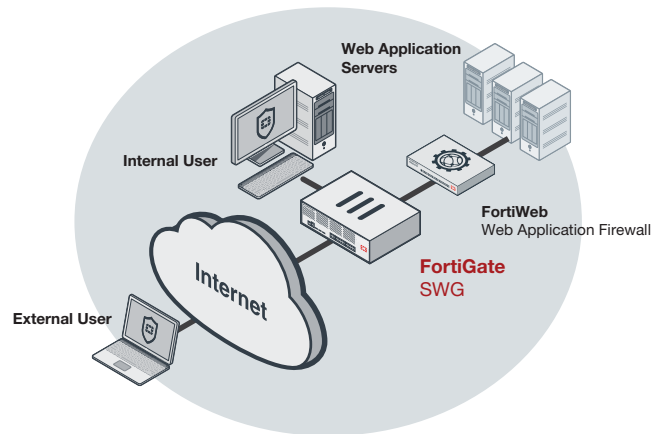 Web Application
Servers
Internal User
FortiWeb
Web Application Firewall
FortiGate
SWG
Internet
External User